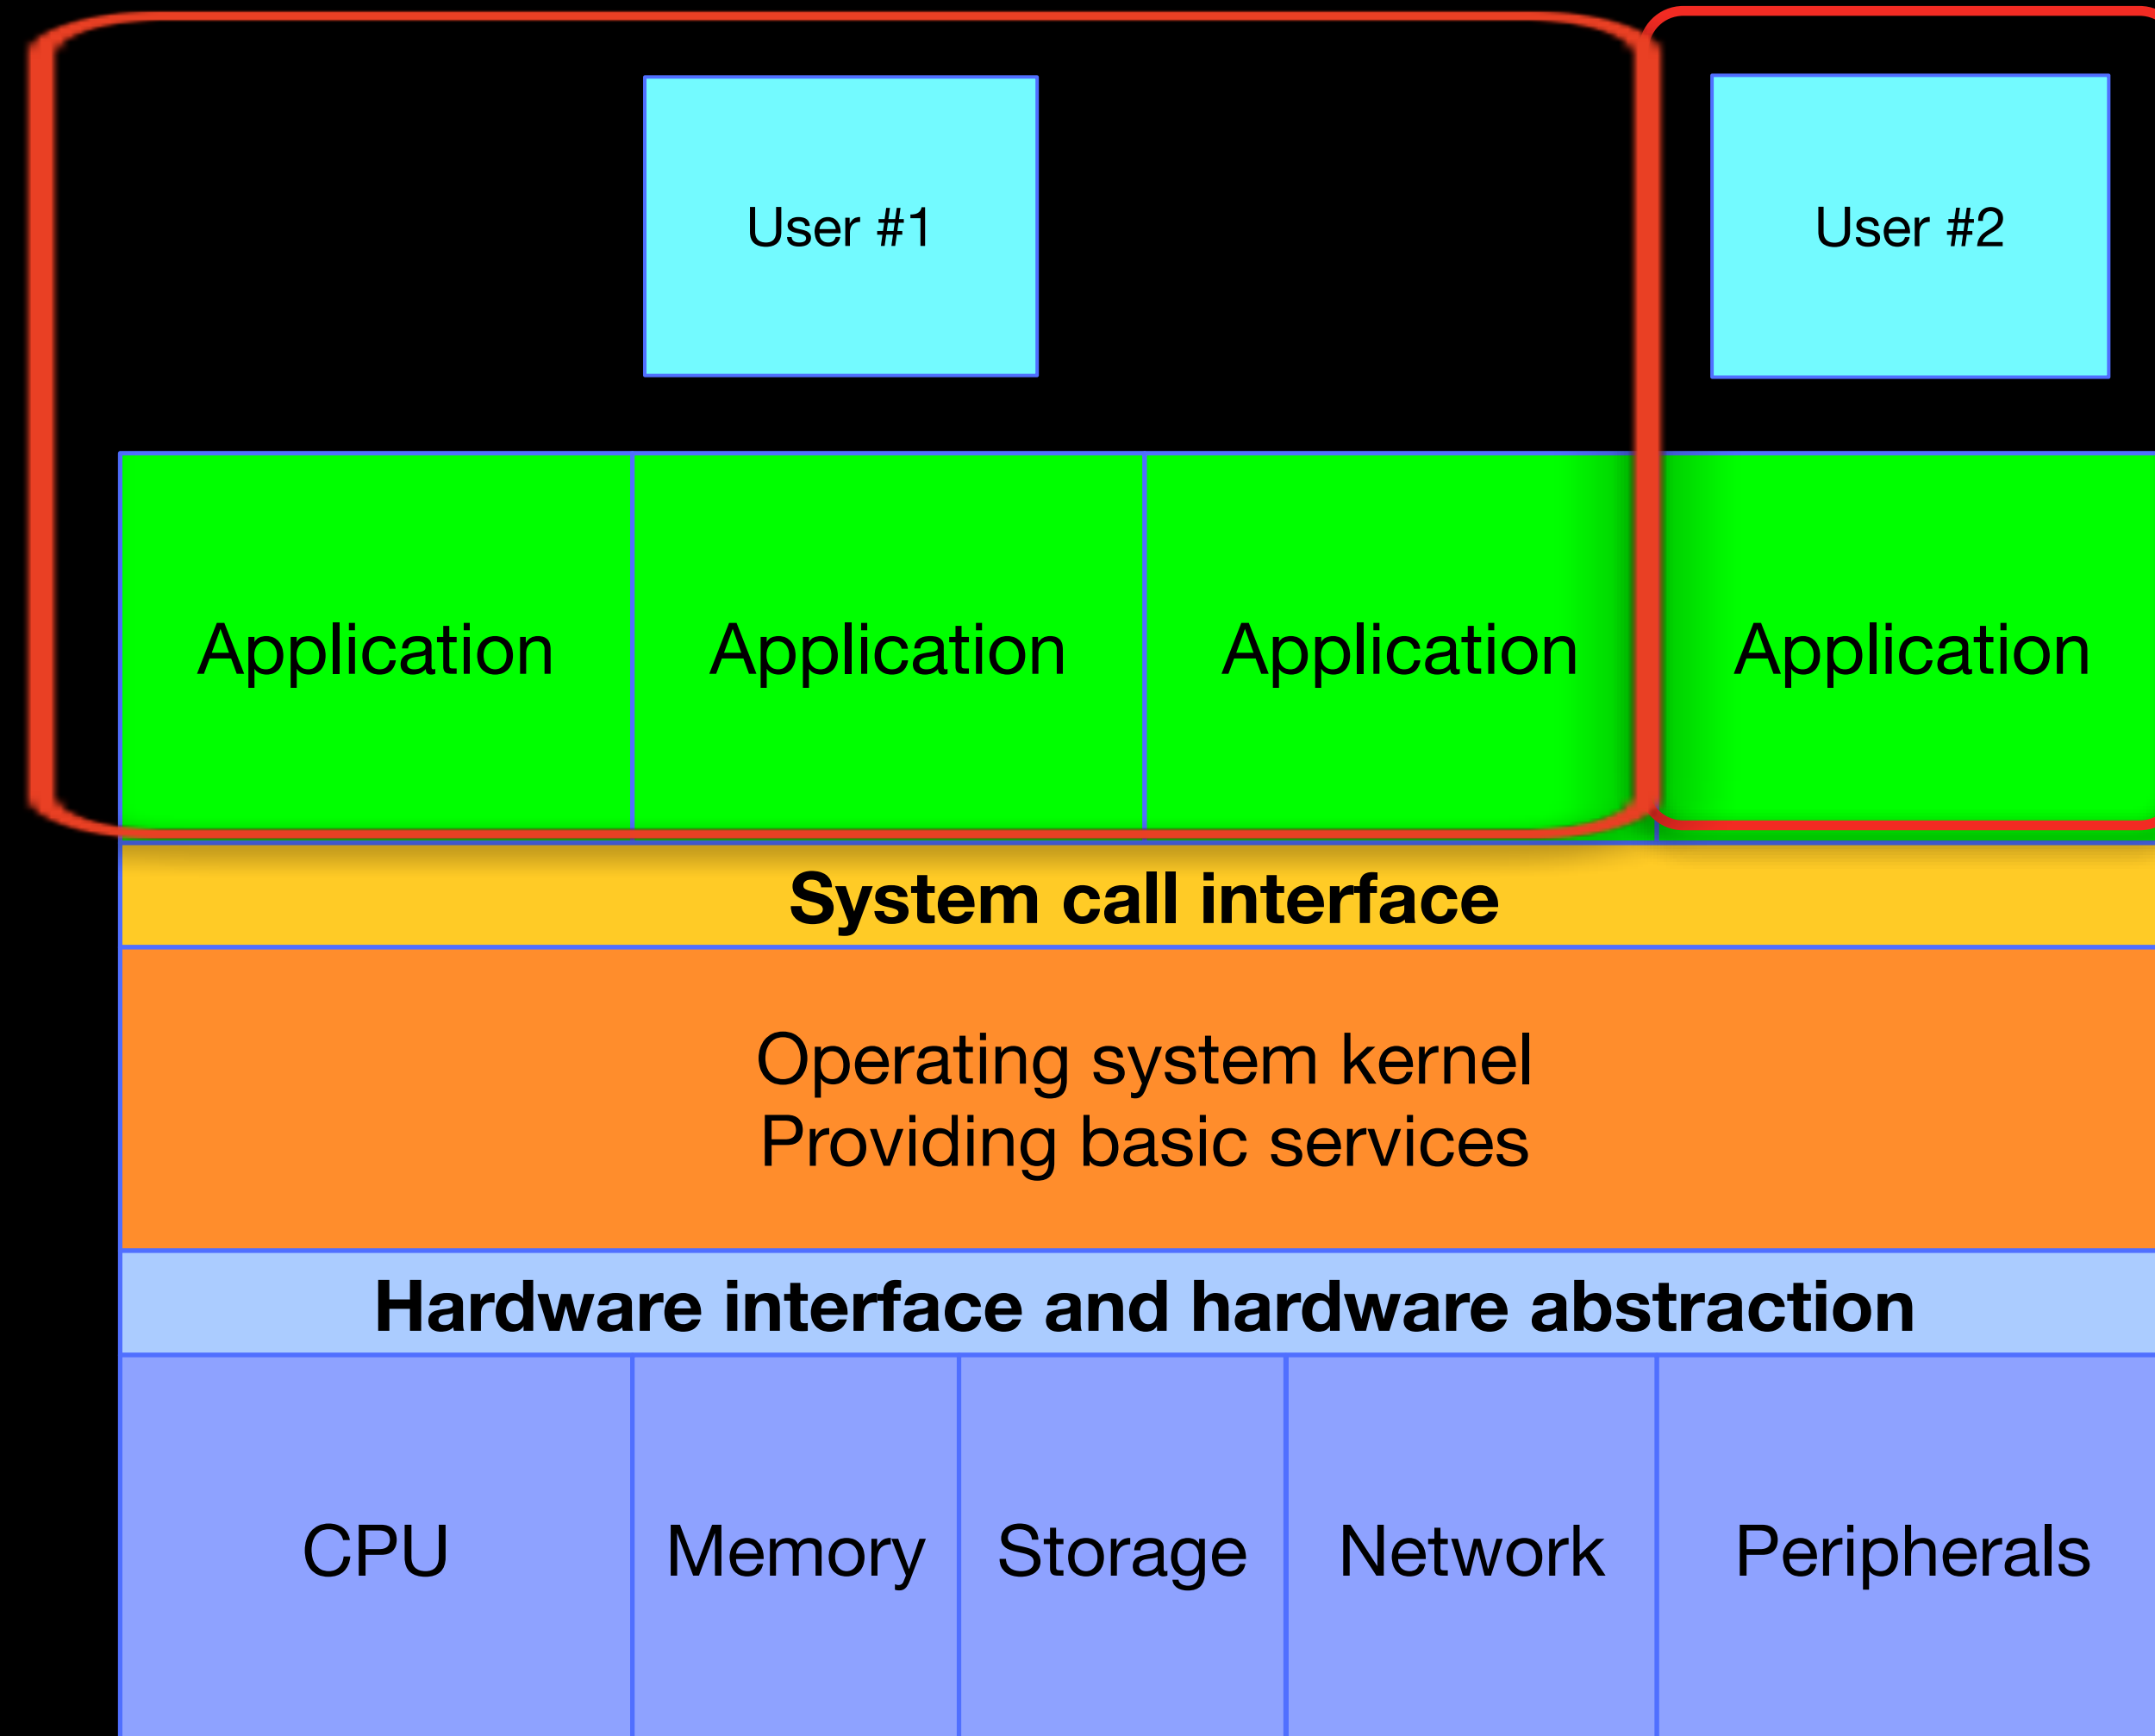 User #1
User #2
Application
Application
Application
Application
System call interface
Operating system kernel
Providing basic services
Hardware interface and hardware abstraction
CPU
Memory
Storage
Network
Peripherals